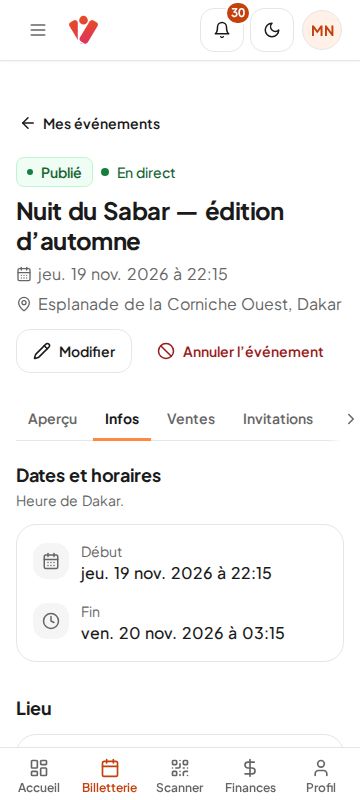 30
MN
Mes événements
Publié
En direct
Nuit du Sabar — édition
d’automne
jeu. 19 nov. 2026 à 22:15
Esplanade de la Corniche Ouest, Dakar
Modifier
Annuler l’événement
Aperçu
Infos
Ventes
Invitations
Dates et horaires
Heure de Dakar.
Début
jeu. 19 nov. 2026 à 22:15
Fin
ven. 20 nov. 2026 à 03:15
Lieu
Accueil
Billetterie
Scanner
Finances
Profil